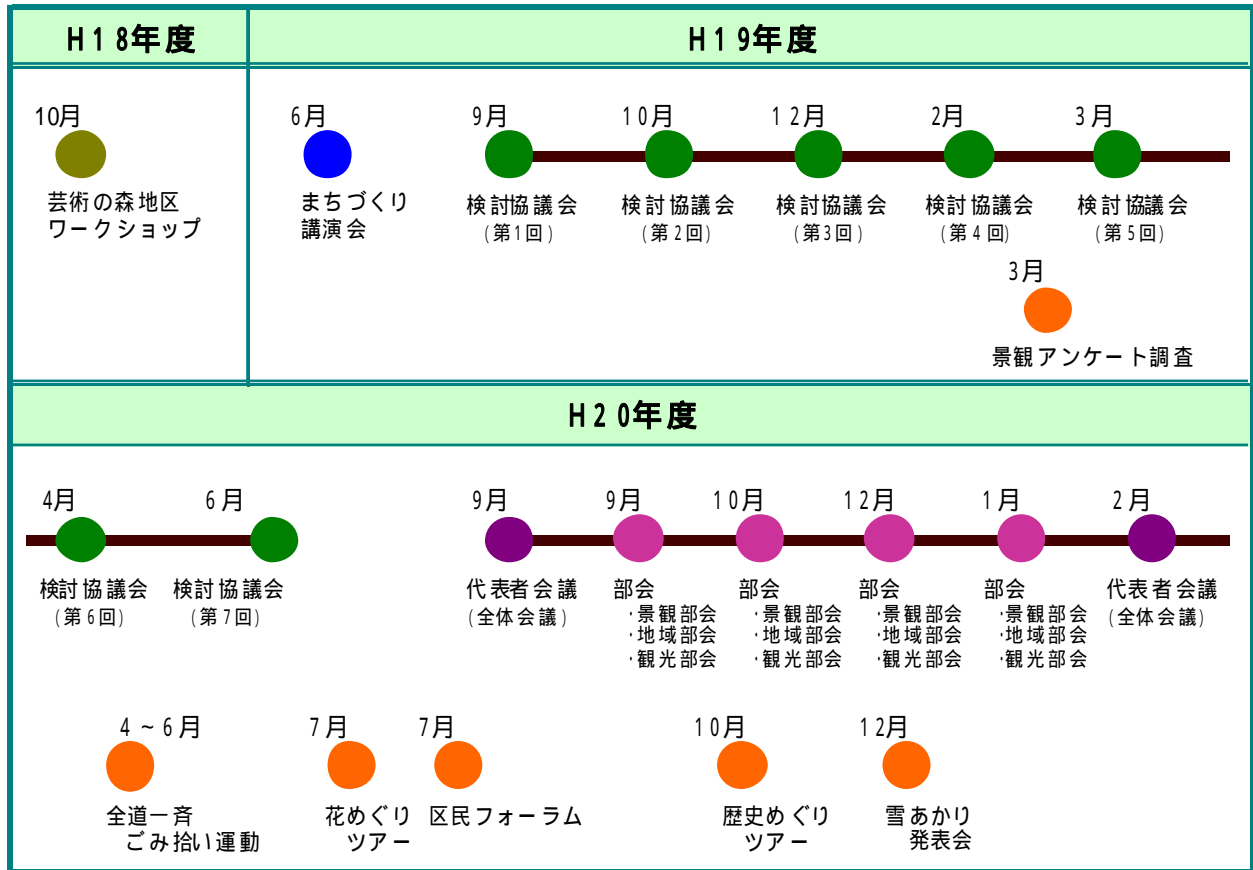 H18年度
H19年度
10月
芸術の森地区
ワークショップ
6月
まちづくり
講演会
9月
検討協議会
(第1回)
10月
検討協議会
(第2回)
12月
検討協議会
(第3回)
2月
検討協議会
(第4回)
3月
検討協議会
(第5回)
3月
景観アンケート調査
H20年度
4月
検討協議会
(第6回)
6月
検討協議会
(第7回)
9月
代表者会議
(全体会議)
9月
部会
・景観部会
・地域部会
・観光部会
10月
部会
・景観部会
・地域部会
・観光部会
12月
部会
・景観部会
・地域部会
・観光部会
1月
部会
・景観部会
・地域部会
・観光部会
2月
代表者会議
(全体会議)
4~6月
全道一斉
ごみ拾い運動
7月
花めぐり
ツアー
7月
区民フォーラム
10月
歴史めぐり
ツアー
12月
雪あかり
発表会